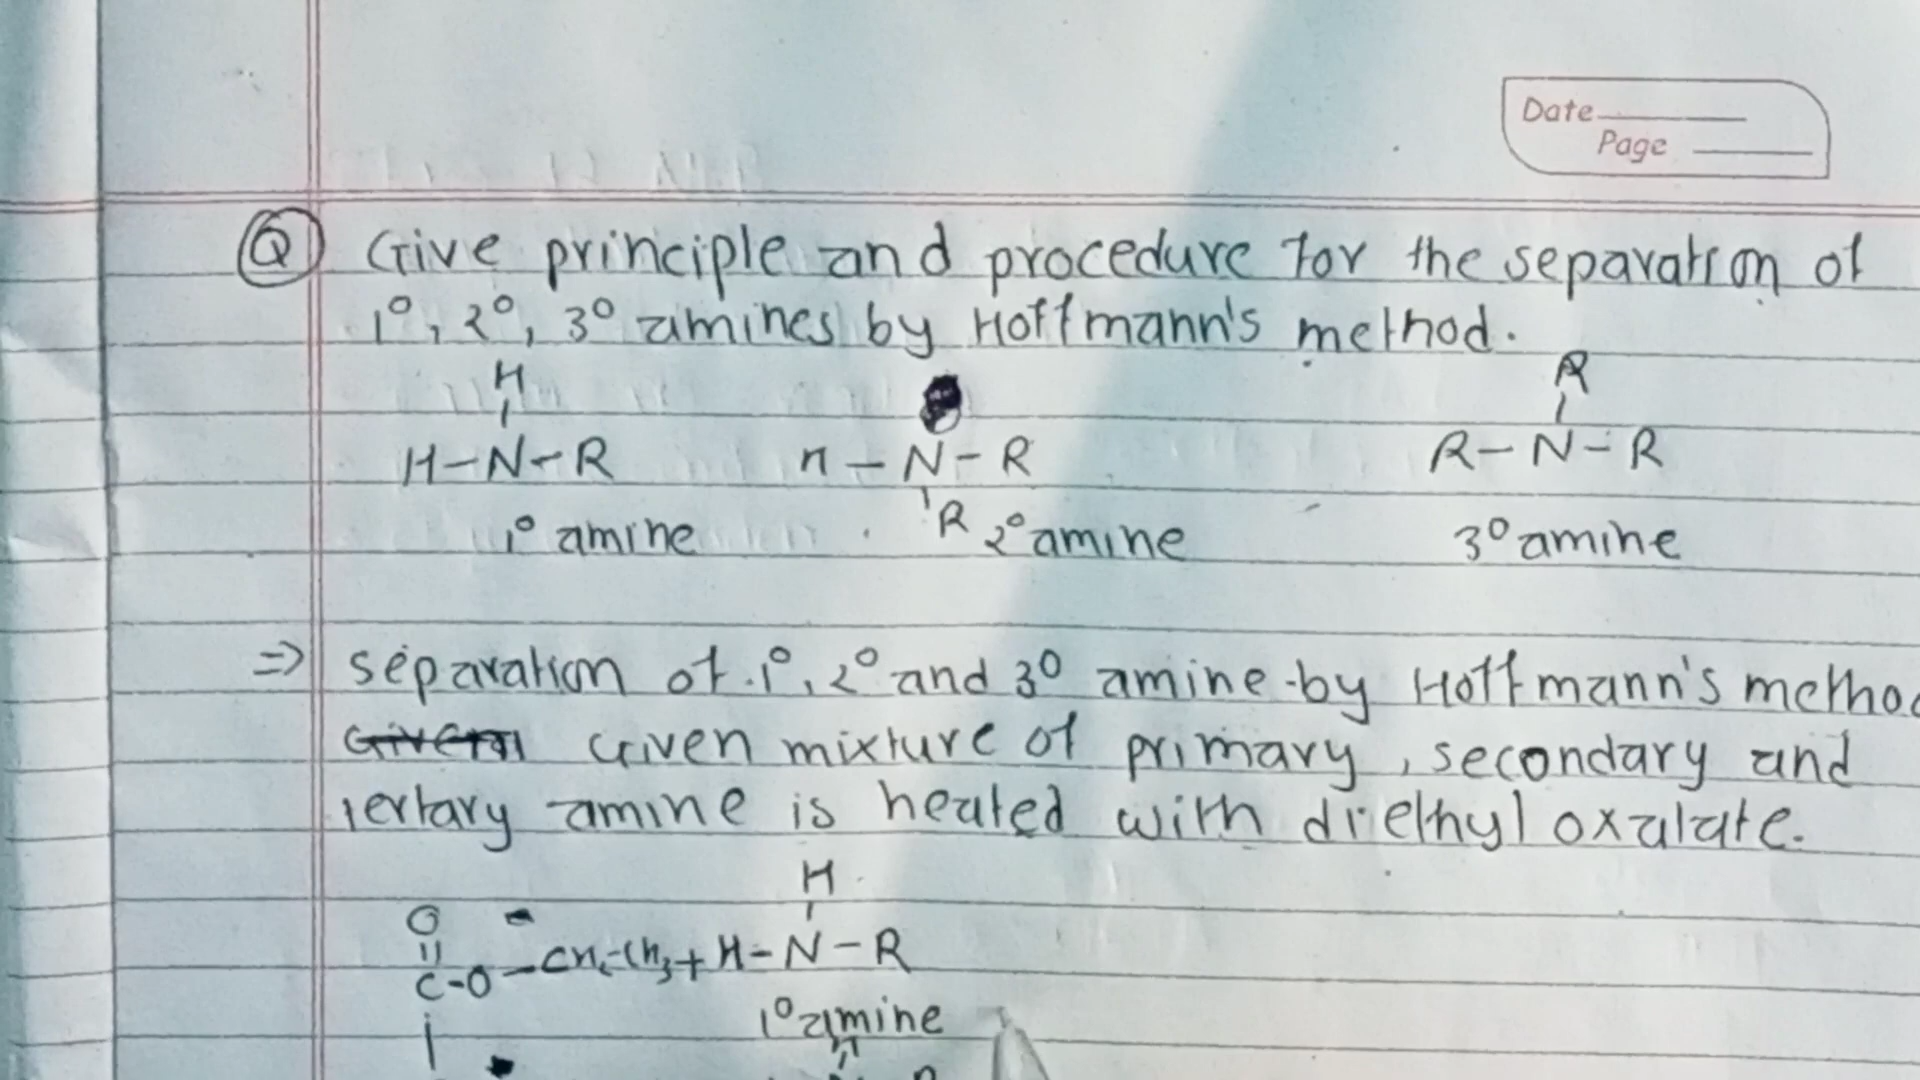 Date
Page
Q Give principle and procedure for the separation of
1°, 2°, 3° amines by Hoffmann's method.
H R
H-N-R H-N-R R-N-R
R
1° amine 2° amine 3° amine
⇒ separation of 1°, 2° and 3° amine by Hoffmann's metho
Given mixture of primary, secondary and
tertary amine is heated with diethyl oxalate.
O H
C-O-CH₂-CH₃ + H-N-R
1° amine